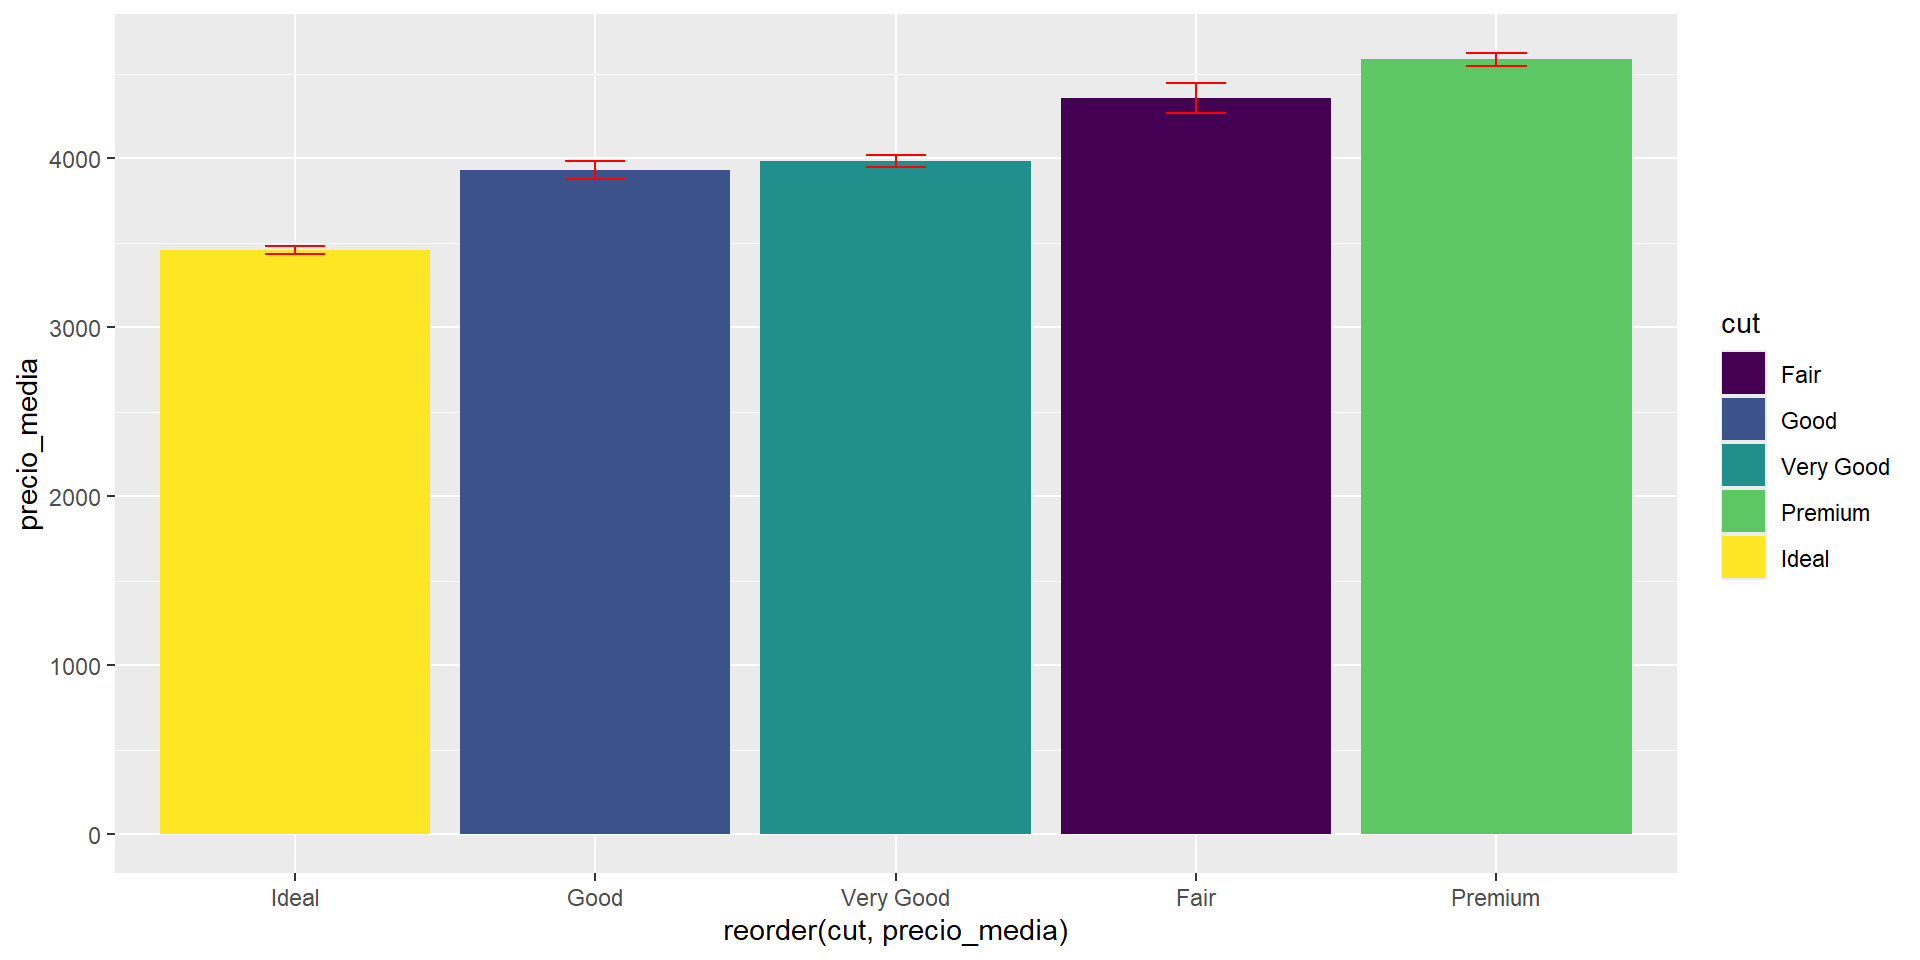 precio_media
4000
3000
2000
1000
0
Ideal
Good
Very Good
Fair
Premium
reorder(cut, precio_media)
cut
Fair
Good
Very Good
Premium
Ideal